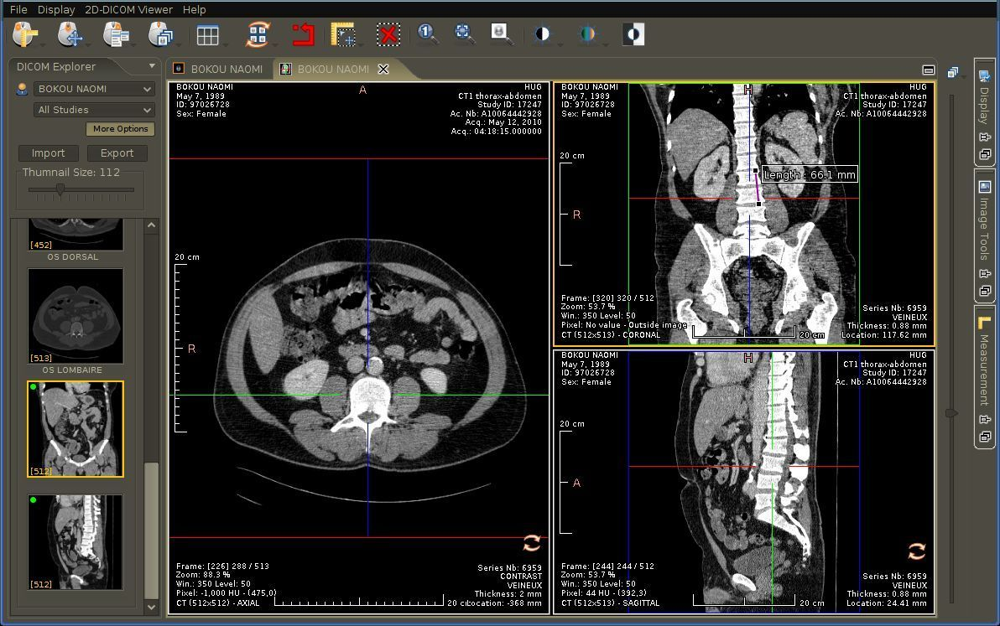 File Display 2D-DICOM Viewer Help
DICOM Explorer
BOKOU NAOMI
All Studies
More Options
Import Export
Thumnail Size: 112
[452]
OS DORSAL
[513]
OS LOMBAIRE
[512]
[512]
BOKOU NAOMI
BOKOU NAOMI
BOKOU NAOMI
May 7, 1989
ID: 97026728
Sex: Female
A
HUG
CT1 thorax-abdomen
Study ID: 17247
Ac. Nb: A10064442928
Acq.: May 12, 2010
Acq.: 04:18:15.000000
20 cm
R
Frame: [226] 288 / 513
Zoom: 88.3 %
Win.: 350 Level: 50
Pixel: -1,000 HU - (475,0)
CT (512x512) - AXIAL
20 cm
Series Nb: 6959
CONTRAST
VEINEUX
Thickness: 2 mm
Location: -368 mm
BOKOU NAOMI
May 7, 1989
ID: 97026728
Sex: Female
H
HUG
CT1 thorax-abdomen
Study ID: 17247
Ac. Nb: A10064442928
20 cm
Length : 66.1 mm
R
Frame: [320] 320 / 512
Zoom: 53.7 %
Win.: 350 Level: 50
Pixel: No value - Outside image
CT (512x513) - CORONAL
20 cm
Series Nb: 6959
VEINEUX
Thickness: 0.88 mm
Location: 117.62 mm
BOKOU NAOMI
May 7, 1989
ID: 97026728
Sex: Female
H
HUG
CT1 thorax-abdomen
Study ID: 17247
Ac. Nb: A10064442928
20 cm
A
Frame: [244] 244 / 512
Zoom: 53.7 %
Win.: 350 Level: 50
Pixel: 44 HU - (392,3)
CT (512x513) - SAGITTAL
20 cm
Series Nb: 6959
VEINEUX
Thickness: 0.88 mm
Location: 24.41 mm
Display
Image Tools
Measurement